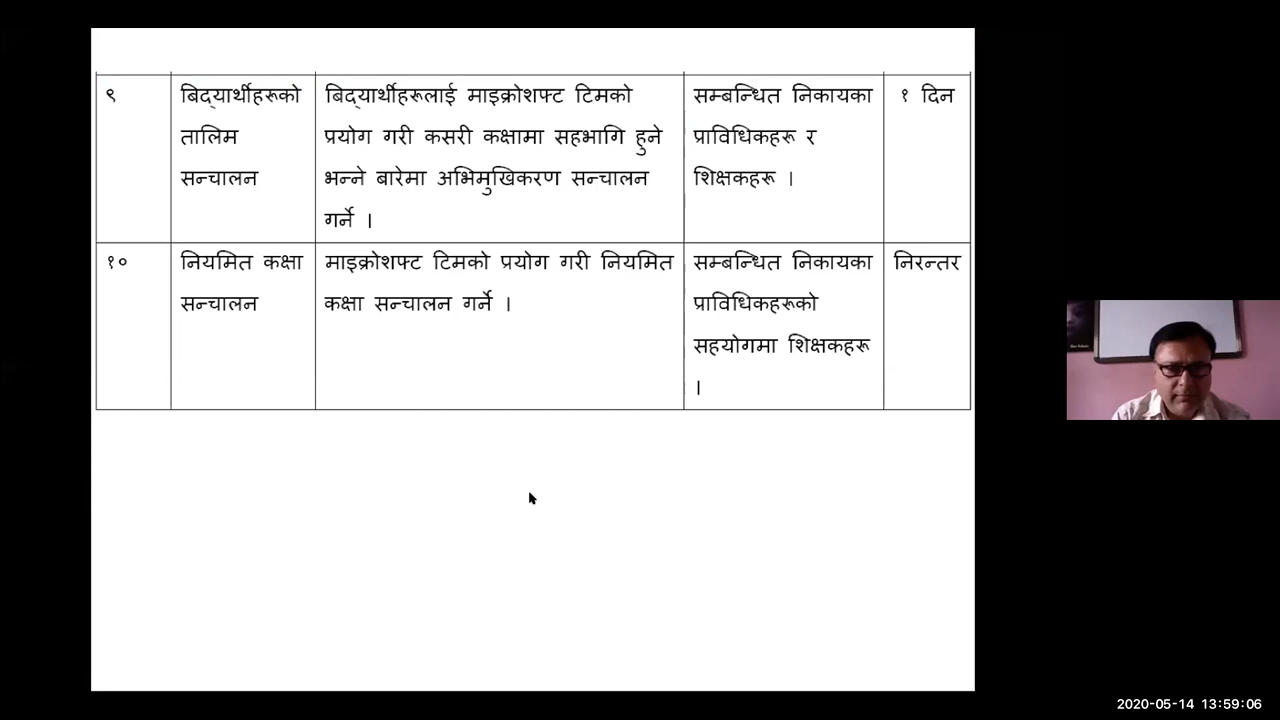 ९
बिद्यार्थीहरूको
तालिम
सन्चालन
बिद्यार्थीहरूलाई माइक्रोशफ्ट टिमको
प्रयोग गरी कसरी कक्षामा सहभागि हुने
भन्ने बारेमा अभिमुखिकरण सन्चालन
गर्ने ।
सम्बन्धित निकायका
प्राविधिकहरू र
शिक्षकहरू ।
१ दिन
१०
नियमित कक्षा
सन्चालन
माइक्रोशफ्ट टिमको प्रयोग गरी नियमित
कक्षा सन्चालन गर्ने ।
सम्बन्धित निकायका
प्राविधिकहरूको
सहयोगमा शिक्षकहरू
।
निरन्तर
2020-05-14 13:59:06